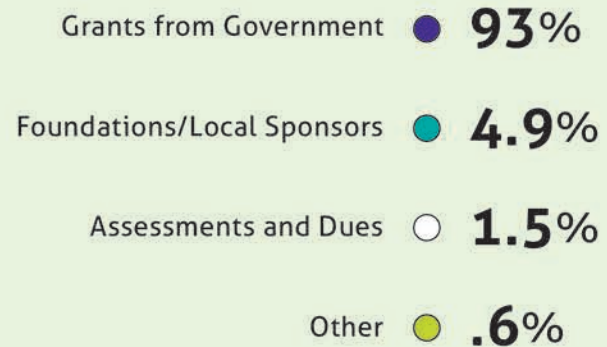 Grants from Government 93%
Foundations/Local Sponsors 4.9%
Assessments and Dues 1.5%
Other .6%